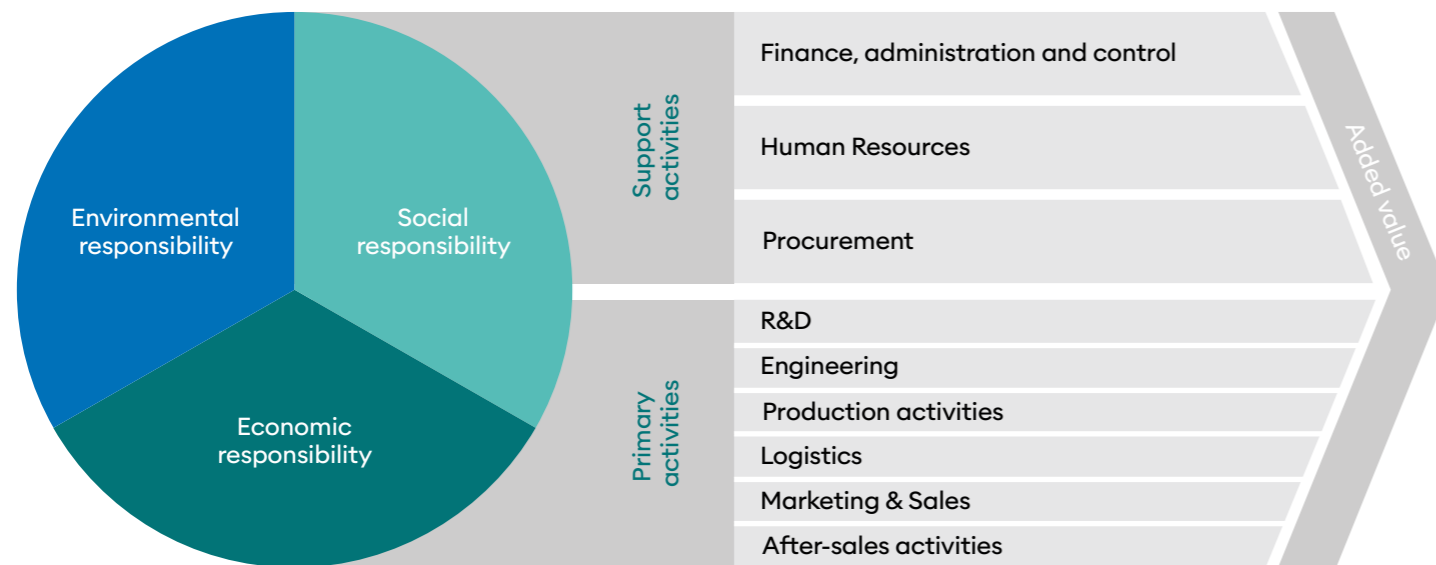 Environmental
responsibility
Social
responsibility
Economic
responsibility
Support
activities
Finance, administration and control
Human Resources
Procurement
Primary
activities
R&D
Engineering
Production activities
Logistics
Marketing & Sales
After-sales activities
Added value